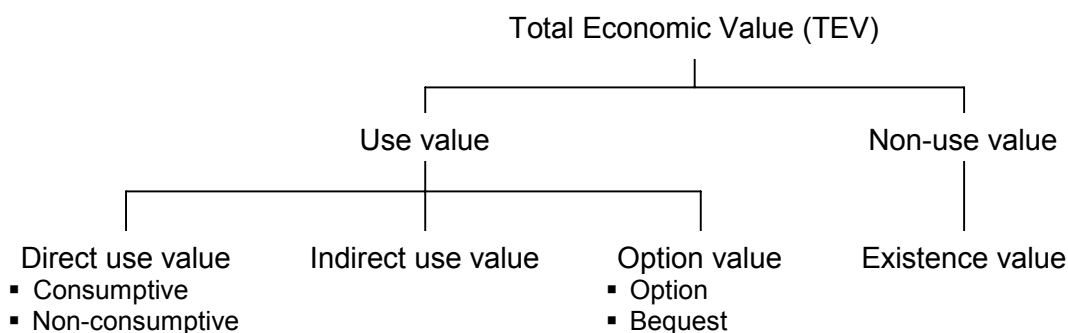 Total Economic Value (TEV)
Use value
Non-use value
Direct use value
▪ Consumptive
▪ Non-consumptive
Indirect use value
Option value
▪ Option
▪ Bequest
Existence value